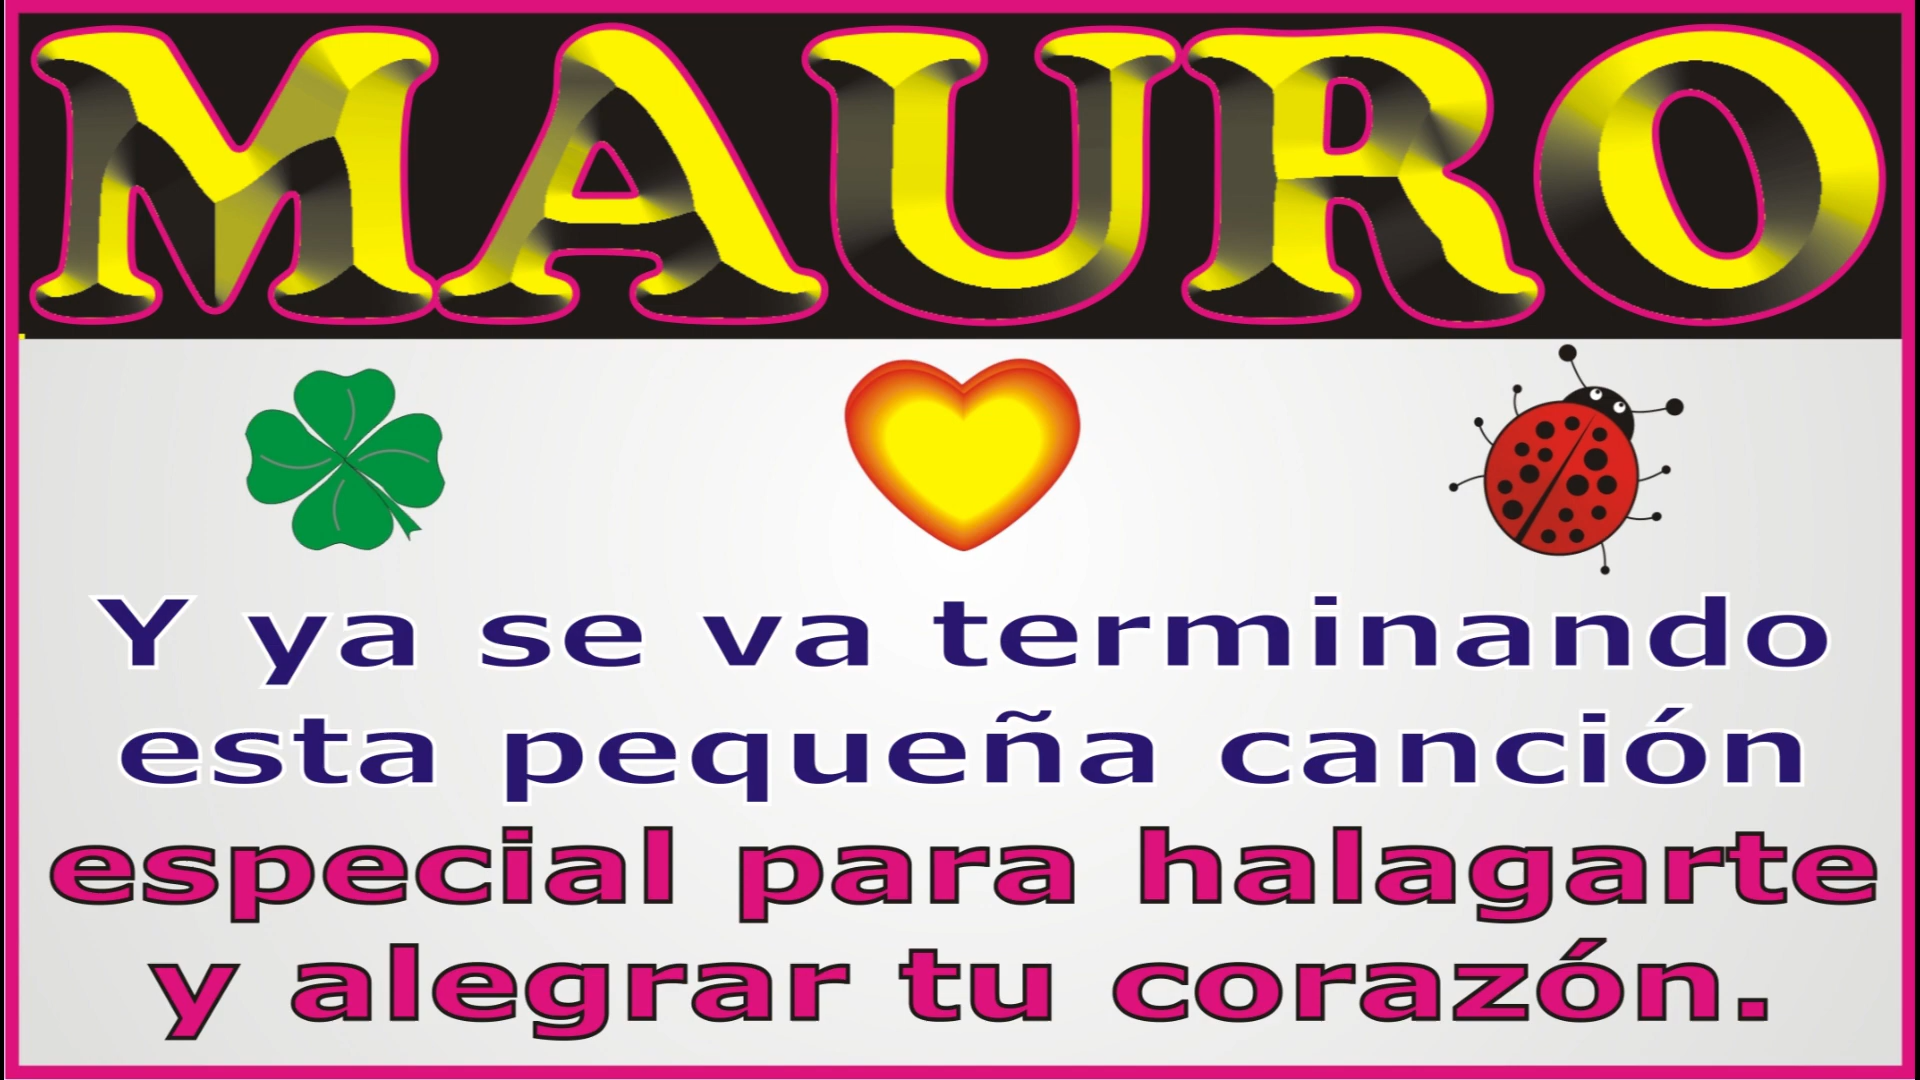 MAURO
Y ya se va terminando
esta pequeña canción
especial para halagarte
y alegrar tu corazón.